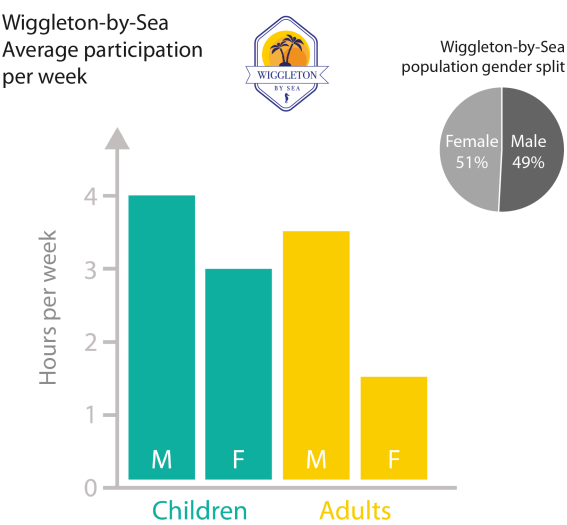 Wiggleton-by-Sea
Average participation
per week
WIGGLETON
BY SEA
Wiggleton-by-Sea
population gender split
Female
51%
Male
49%
Hours per week
4
3
2
1
0
M
F
M
F
Children
Adults